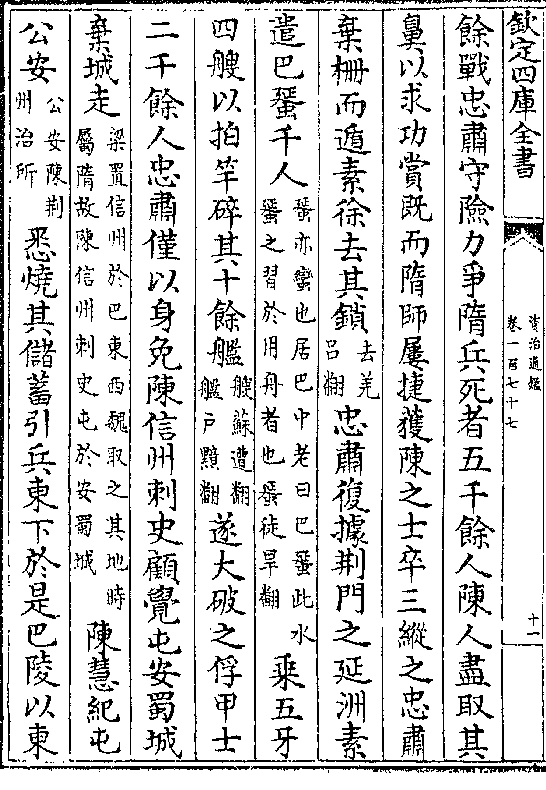 欽定四庫全書
資治通鑑
卷一百七十七
十一
餘戰忠肅守險力爭隋兵死者五千餘人陳人盡取其
鼻以求功賞既而隋師屢捷獲陳之士卒三縱之忠肅
棄柵而遁素徐去其鎖去羌呂翻忠肅復據荆門之延洲素
遣巴蜑千人蜑亦蠻也居巴中老曰巴蜑此水蜑之習於用舟者也蜑徒旱翻乗五牙
四艘以拍竿碎其十餘艦艘蘇遭翻艦户黯翻遂大破之俘甲士
二千餘人忠肅僅以身免陳信州刺史顧覺屯安蜀城
棄城走梁置信州於巴東西魏取之其地時屬隋故陳信州刺史屯於安蜀城陳慧紀屯
公安公安陳荆州治所悉燒其儲蓄引兵東下於是巴陵以東